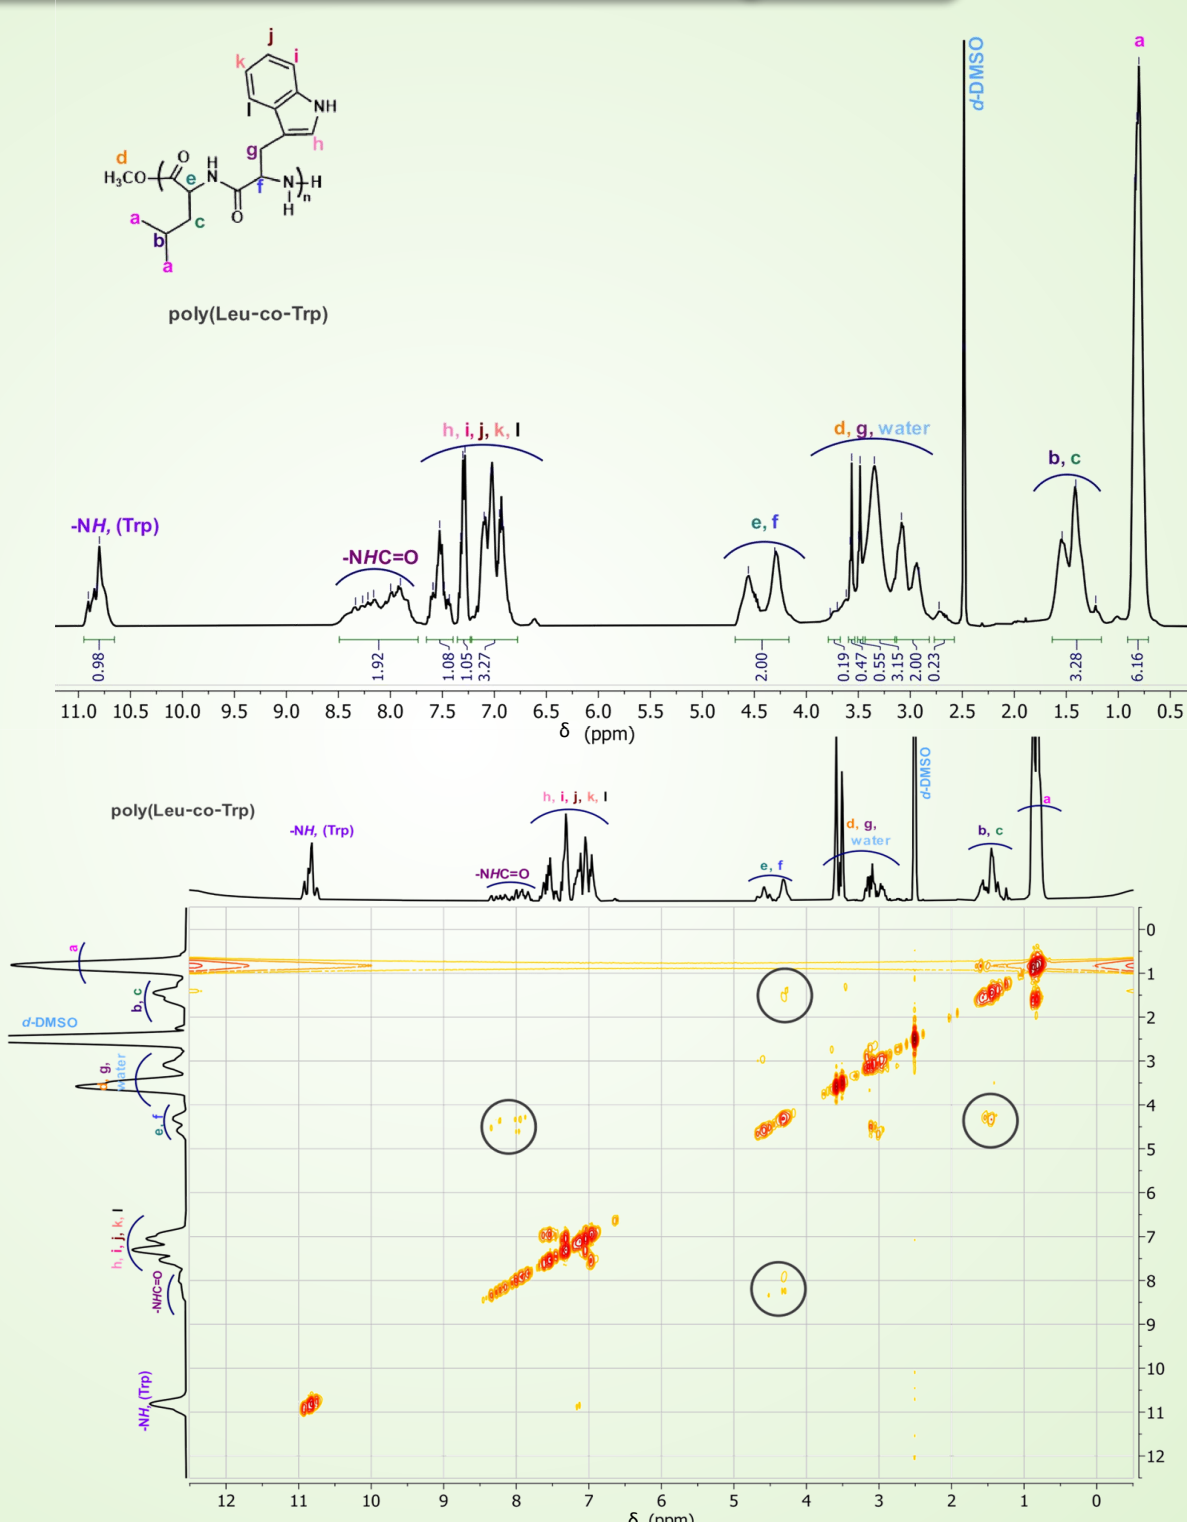 j
k
i
l
NH
h
g
d
O
H
N
H₃CO
e
f
N
H
n
H
O
a
b
c
a
poly(Leu-co-Trp)
d-DMSO
a
h, i, j, k, l
d, g, water
b, c
-NH, (Trp)
e, f
-NHC=O
0.98
1.92
1.08
1.05
3.27
2.00
0.19
0.47
0.55
3.15
2.00
0.23
3.28
6.16
11.0 10.5 10.0 9.5 9.0 8.5 8.0 7.5 7.0 6.5 6.0 5.5 5.0 4.5 4.0 3.5 3.0 2.5 2.0 1.5 1.0 0.5
δ (ppm)
poly(Leu-co-Trp)
-NH, (Trp)
h, i, j, k, l
-NHC=O
e, f
d, g,
water
d-DMSO
b, c
a
a
b, c
d-DMSO
d, g,
water
e, f
h, i, j, k, l
-NHC=O
-NH, (Trp)
0
1
2
3
4
5
6
7
8
9
10
11
12
12 11 10 9 8 7 6 5 4 3 2 1 0
δ (ppm)